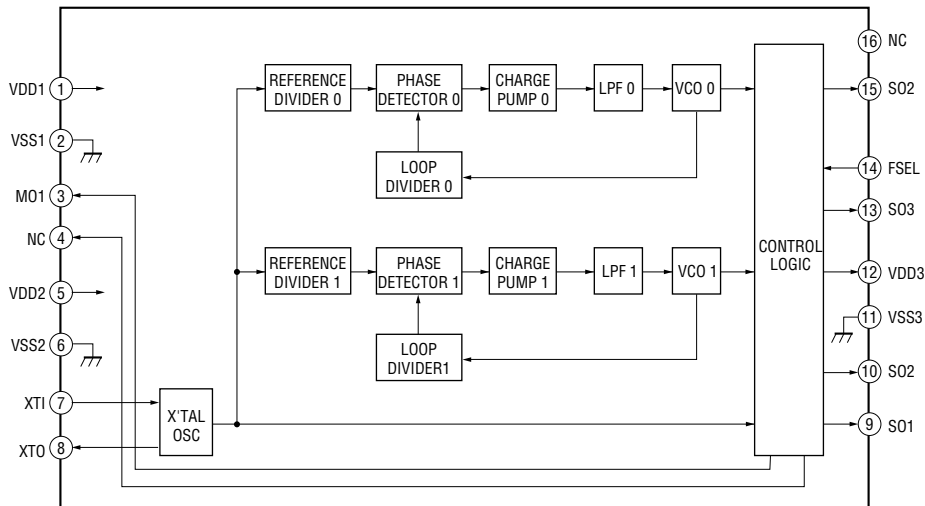 VDD1 1
VSS1 2
MO1 3
NC 4
VDD2 5
VSS2 6
XTI 7
XTO 8
X'TAL
OSC
REFERENCE
DIVIDER 0
PHASE
DETECTOR 0
CHARGE
PUMP 0
LPF 0
VCO 0
LOOP
DIVIDER 0
REFERENCE
DIVIDER 1
PHASE
DETECTOR 1
CHARGE
PUMP 1
LPF 1
VCO 1
LOOP
DIVIDER1
CONTROL
LOGIC
16 NC
15 SO2
14 FSEL
13 SO3
12 VDD3
11 VSS3
10 SO2
9 SO1